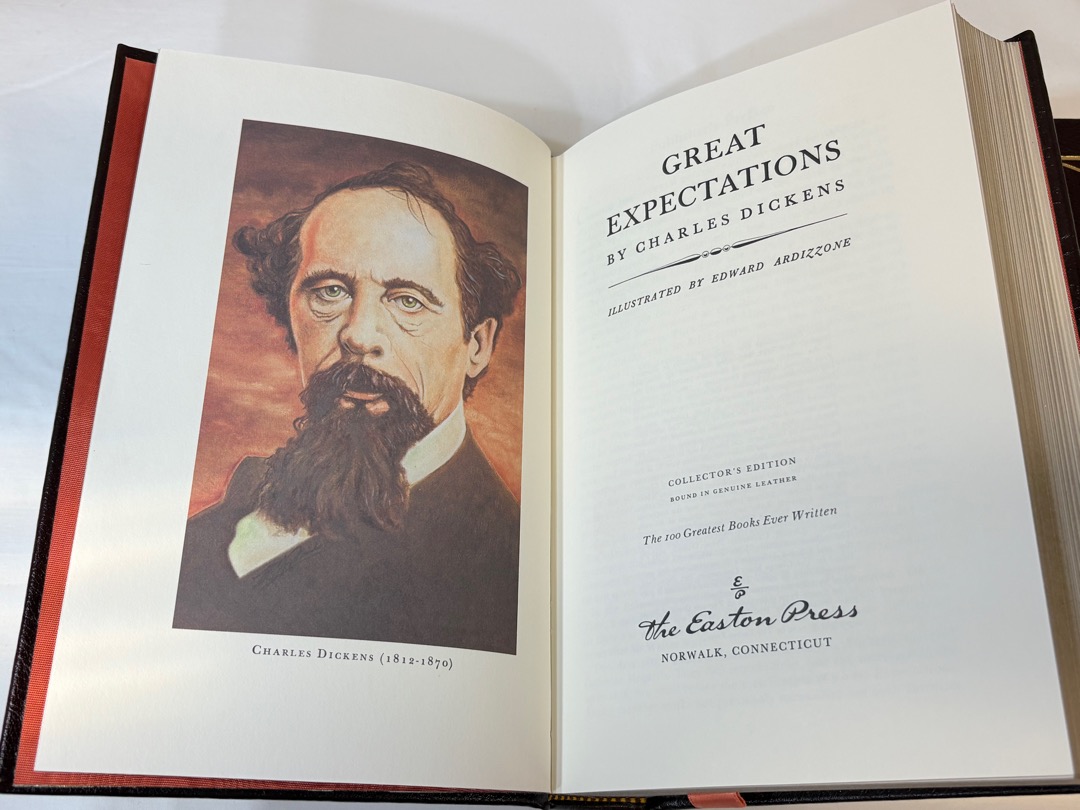 CHARLES DICKENS (1812-1870)
GREAT
EXPECTATIONS
BY CHARLES DICKENS
ILLUSTRATED BY EDWARD ARDIZZONE
COLLECTOR'S EDITION
BOUND IN GENUINE LEATHER
The 100 Greatest Books Ever Written
E
P
The Easton Press
NORWALK, CONNECTICUT